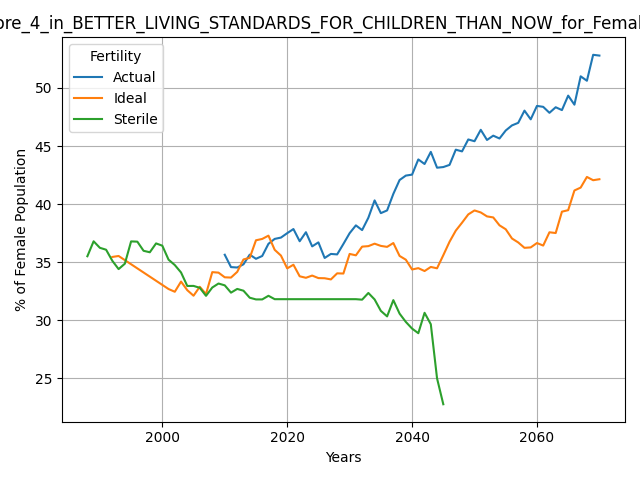 ore_4_in_BETTER_LIVING_STANDARDS_FOR_CHILDREN_THAN_NOW_for_Femal
Fertility
Actual
Ideal
Sterile
50
45
40
35
30
25
% of Female Population
2000 2020 2040 2060
Years